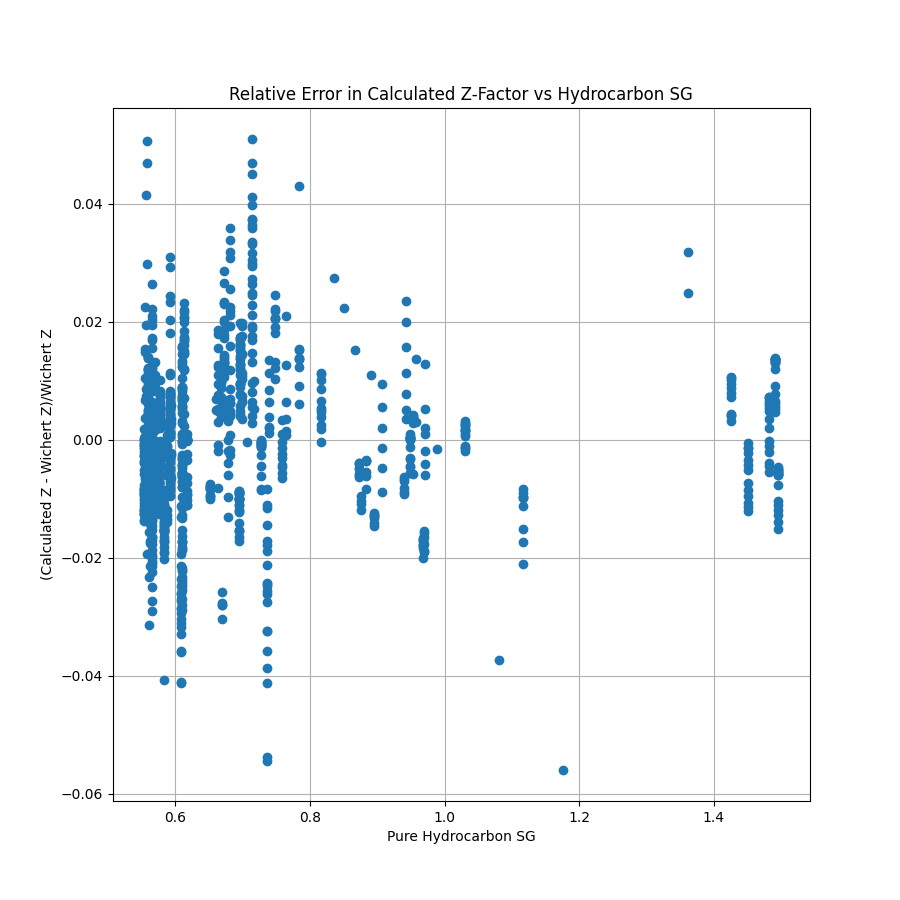 Relative Error in Calculated Z-Factor vs Hydrocarbon SG
(Calculated Z - Wichert Z)/Wichert Z
0.04
0.02
0.00
−0.02
−0.04
−0.06
0.6 0.8 1.0 1.2 1.4
Pure Hydrocarbon SG